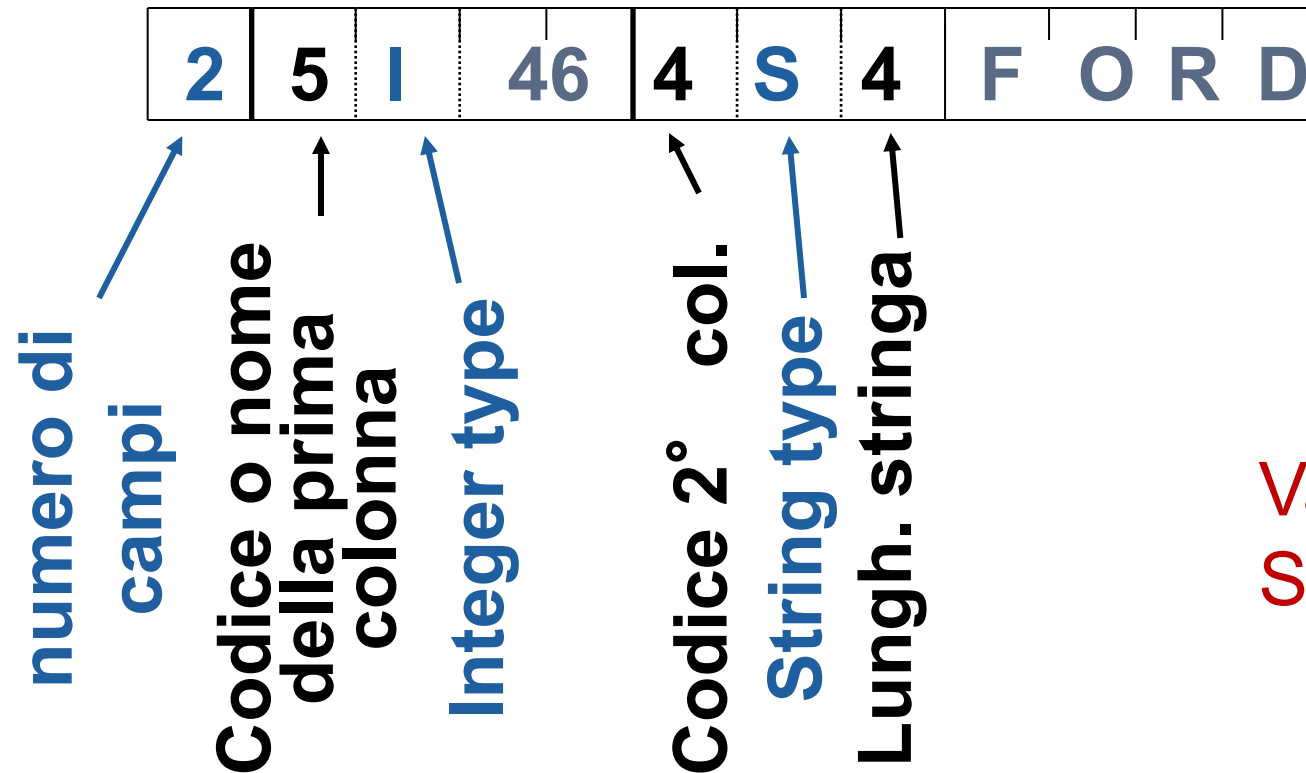 2 5 I 46 4 S 4 F O R D
numero di
campi
Codice o nome
della prima
colonna
Integer type
Codice 2° col.
String type
Lungh. stringa